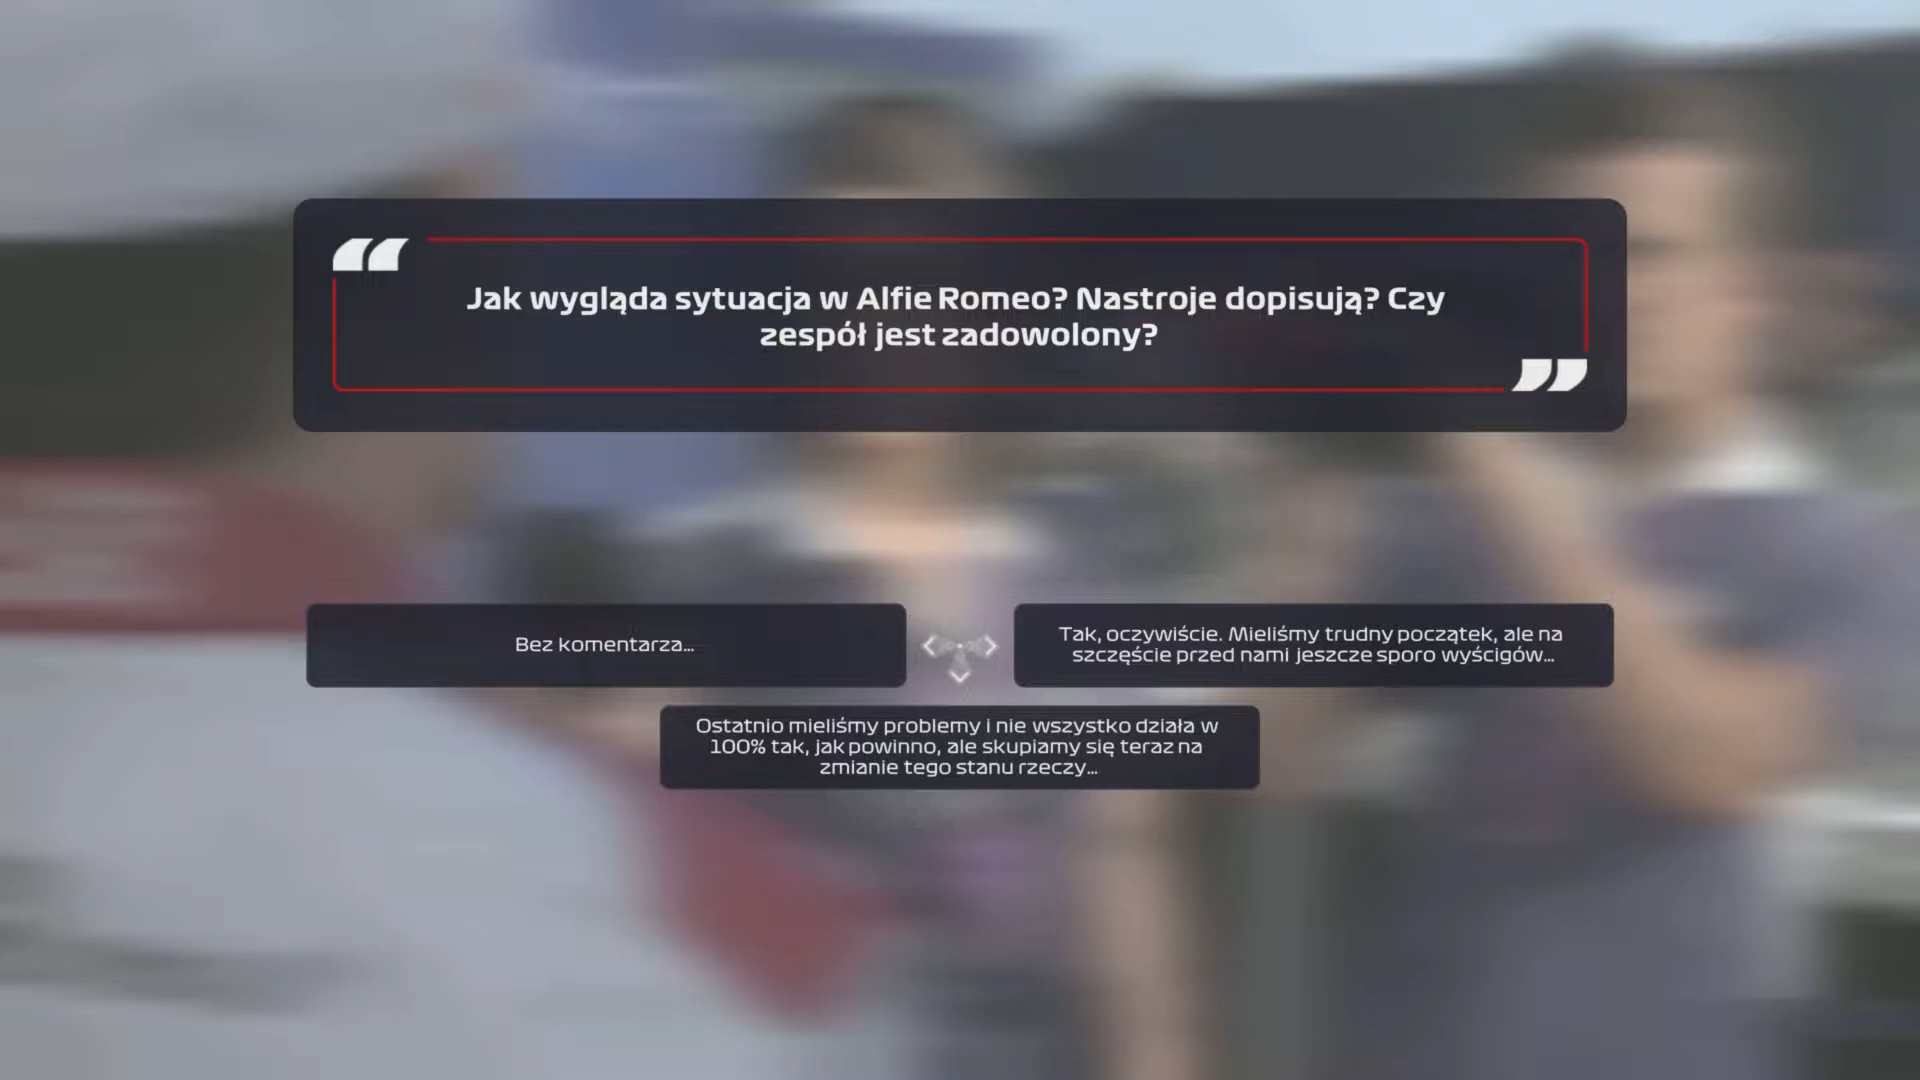 Jak wygląda sytuacja w Alfie Romeo? Nastroje dopisują? Czy
zespół jest zadowolony?
Bez komentarza...
Tak, oczywiście. Mieliśmy trudny początek, ale na
szczęście przed nami jeszcze sporo wyścigów...
Ostatnio mieliśmy problemy i nie wszystko działa w
100% tak, jak powinno, ale skupiamy się teraz na
zmianie tego stanu rzeczy...